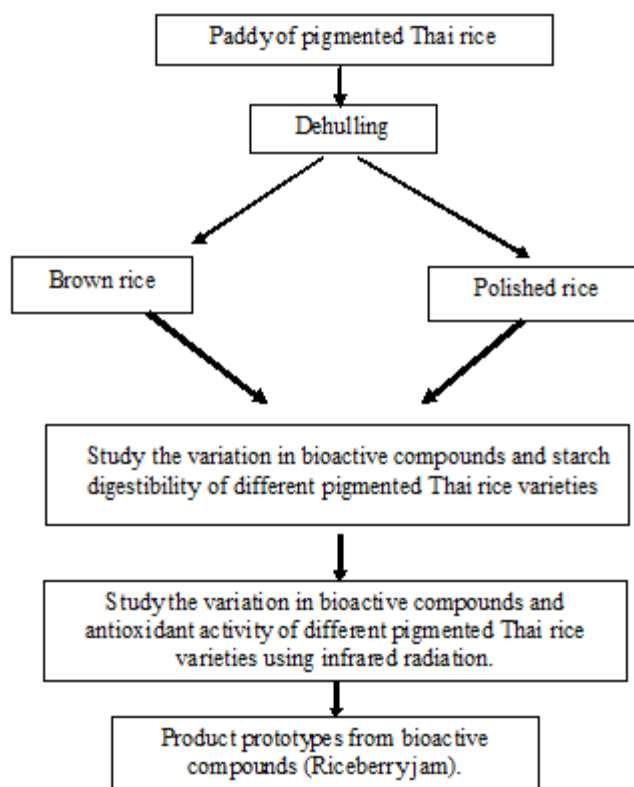 Paddy of pigmented Thai rice
Dehulling
Brown rice
Polished rice
Study the variation in bioactive compounds and starch
digestibility of different pigmented Thai rice varieties
Study the variation in bioactive compounds and
antioxidant activity of different pigmented Thai rice
varieties using infrared radiation.
Product prototypes from bioactive
compounds (Riceberry jam).